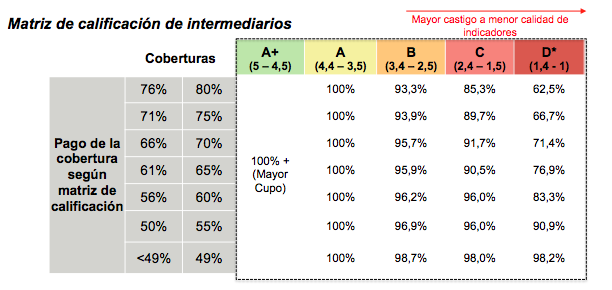 Matriz de calificación de intermediarios
Mayor castigo a menor calidad de
indicadores
Coberturas
A+ A B C D*
(5 – 4,5) (4,4 – 3,5) (3,4 – 2,5) (2,4 – 1,5) (1,4 - 1)
Pago de la
cobertura
según
matriz de
calificación
100% +
(Mayor
Cupo)
76% 80% 100% 93,3% 85,3% 62,5%
71% 75% 100% 93,9% 89,7% 66,7%
66% 70% 100% 95,7% 91,7% 71,4%
61% 65% 100% 95,9% 90,5% 76,9%
56% 60% 100% 96,2% 96,0% 83,3%
50% 55% 100% 96,9% 96,0% 90,9%
<49% 49% 100% 98,7% 98,0% 98,2%